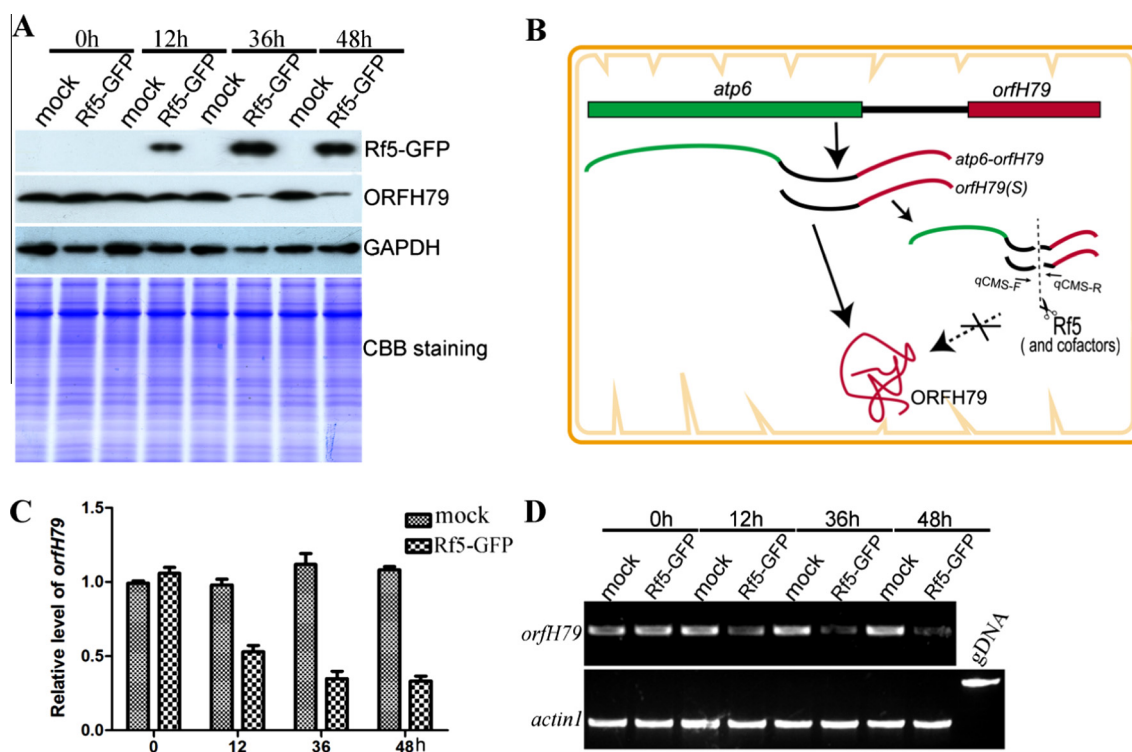 A
0h 12h 36h 48h
mock Rf5-GFP mock Rf5-GFP mock Rf5-GFP mock Rf5-GFP
Rf5-GFP
ORFH79
GAPDH
CBB staining
B
atp6 orfH79
atp6-orfH79
orfH79(S)
qCMS-F qCMS-R
Rf5
( and cofactors)
ORFH79
C
Relative level of orfH79
1.5
1.0
0.5
0.0
mock
Rf5-GFP
0 12 36 48h
D
0h 12h 36h 48h
mock Rf5-GFP mock Rf5-GFP mock Rf5-GFP mock Rf5-GFP
gDNA
orfH79
actin1